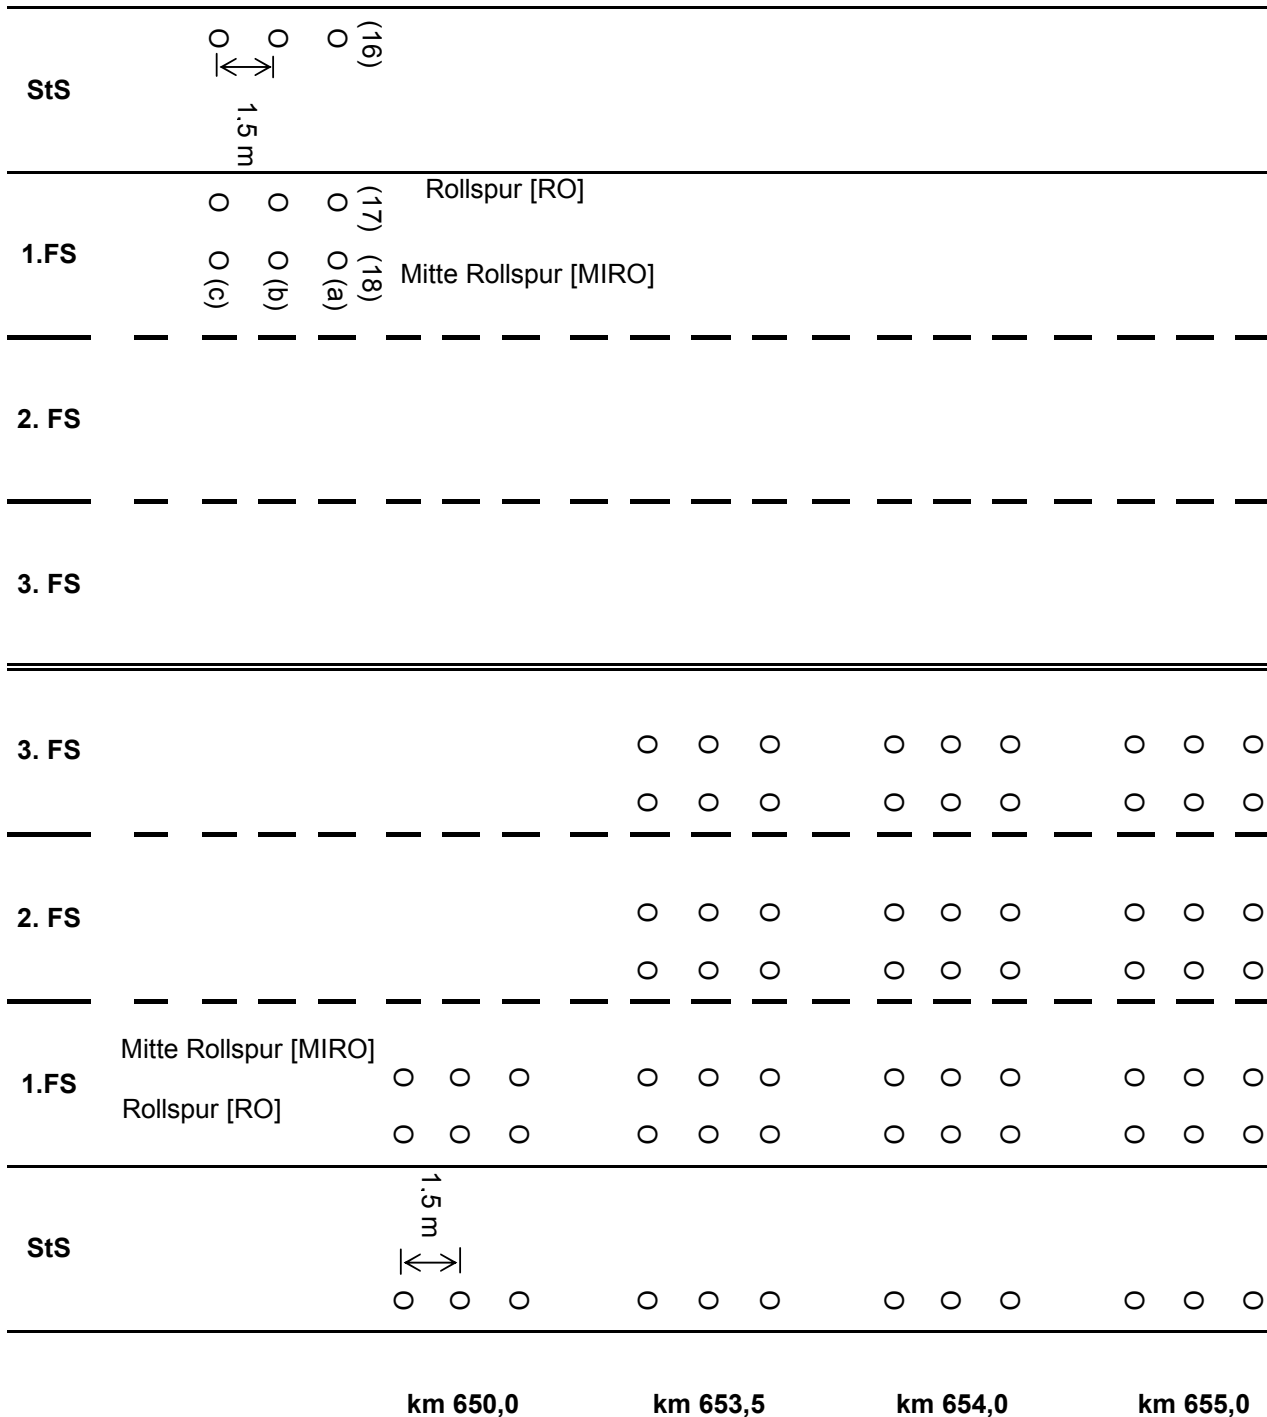 O O O (16)
StS
1.5 m
O O O (17) Rollspur [RO]
1.FS
O (c) O (b) O (a) (18) Mitte Rollspur [MIRO]
2. FS
3. FS
3. FS
O O O O O O O O O
O O O O O O O O O
2. FS
O O O O O O O O O
O O O O O O O O O
Mitte Rollspur [MIRO]
1.FS
O O O O O O O O O O O O
Rollspur [RO]
O O O O O O O O O O O O
1.5 m
StS
O O O O O O O O O O O O
km 650,0 km 653,5 km 654,0 km 655,0